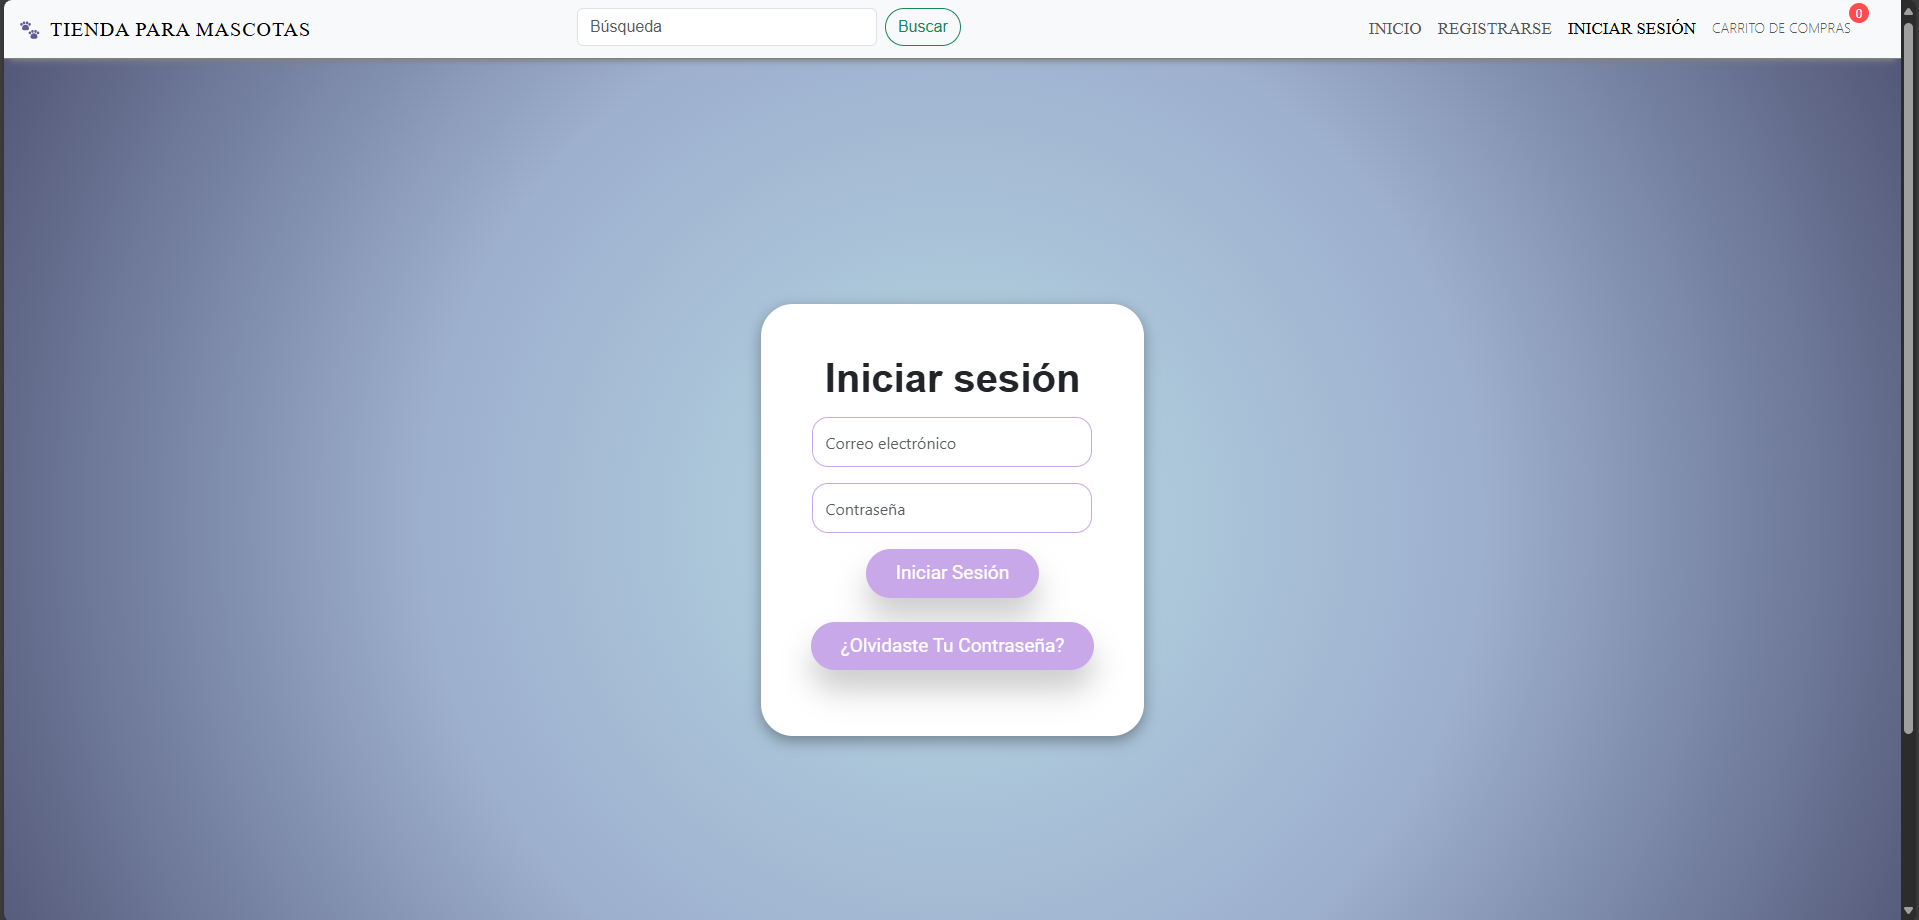 TIENDA PARA MASCOTAS
Búsqueda
Buscar
INICIO
REGISTRARSE
INICIAR SESIÓN
CARRITO DE COMPRAS
0
Iniciar sesión
Correo electrónico
Contraseña
Iniciar Sesión
¿Olvidaste Tu Contraseña?